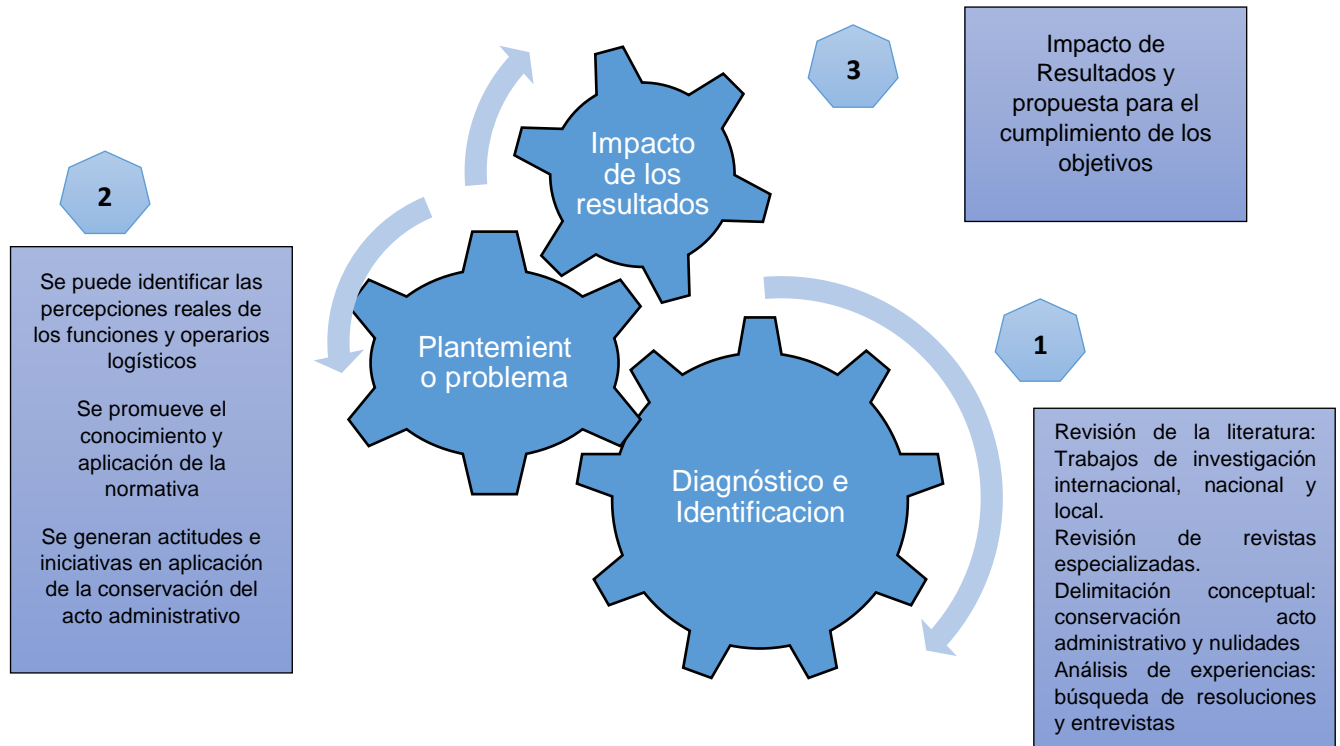 3
Impacto de
Resultados y
propuesta para el
cumplimiento de los
objetivos
Impacto
de los
resultados
2
Se puede identificar las
percepciones reales de
los funciones y operarios
logísticos
Se promueve el
conocimiento y
aplicación de la
normativa
Se generan actitudes e
iniciativas en aplicación
de la conservación del
acto administrativo
Plantemient
o problema
Diagnóstico e
Identificacion
1
Revisión de la literatura:
Trabajos de investigación
internacional, nacional y
local.
Revisión de revistas
especializadas.
Delimitación conceptual:
conservación acto
administrativo y nulidades
Análisis de experiencias:
búsqueda de resoluciones
y entrevistas